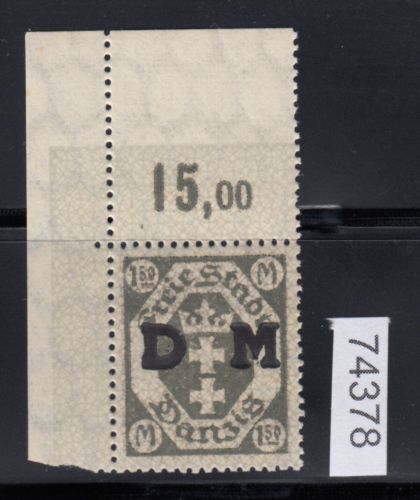 15,00
1 50 M
Freie Stadt
D M
Danzig
M 1 50
74378